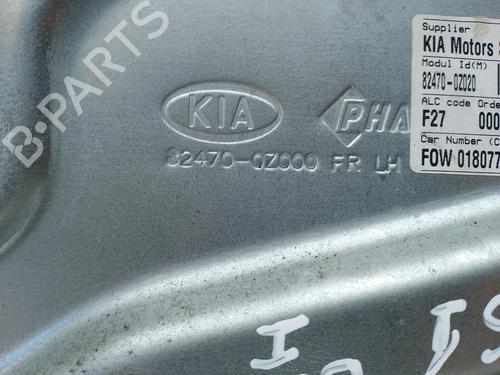 B-PARTS
Supplier
KIA Motors
Modul Id(M)
82470-0Z020
ALC code Orde
F27 000
Car Number (C
FOW 018077
KIA
PHA
82470-0Z000 FR LH
I